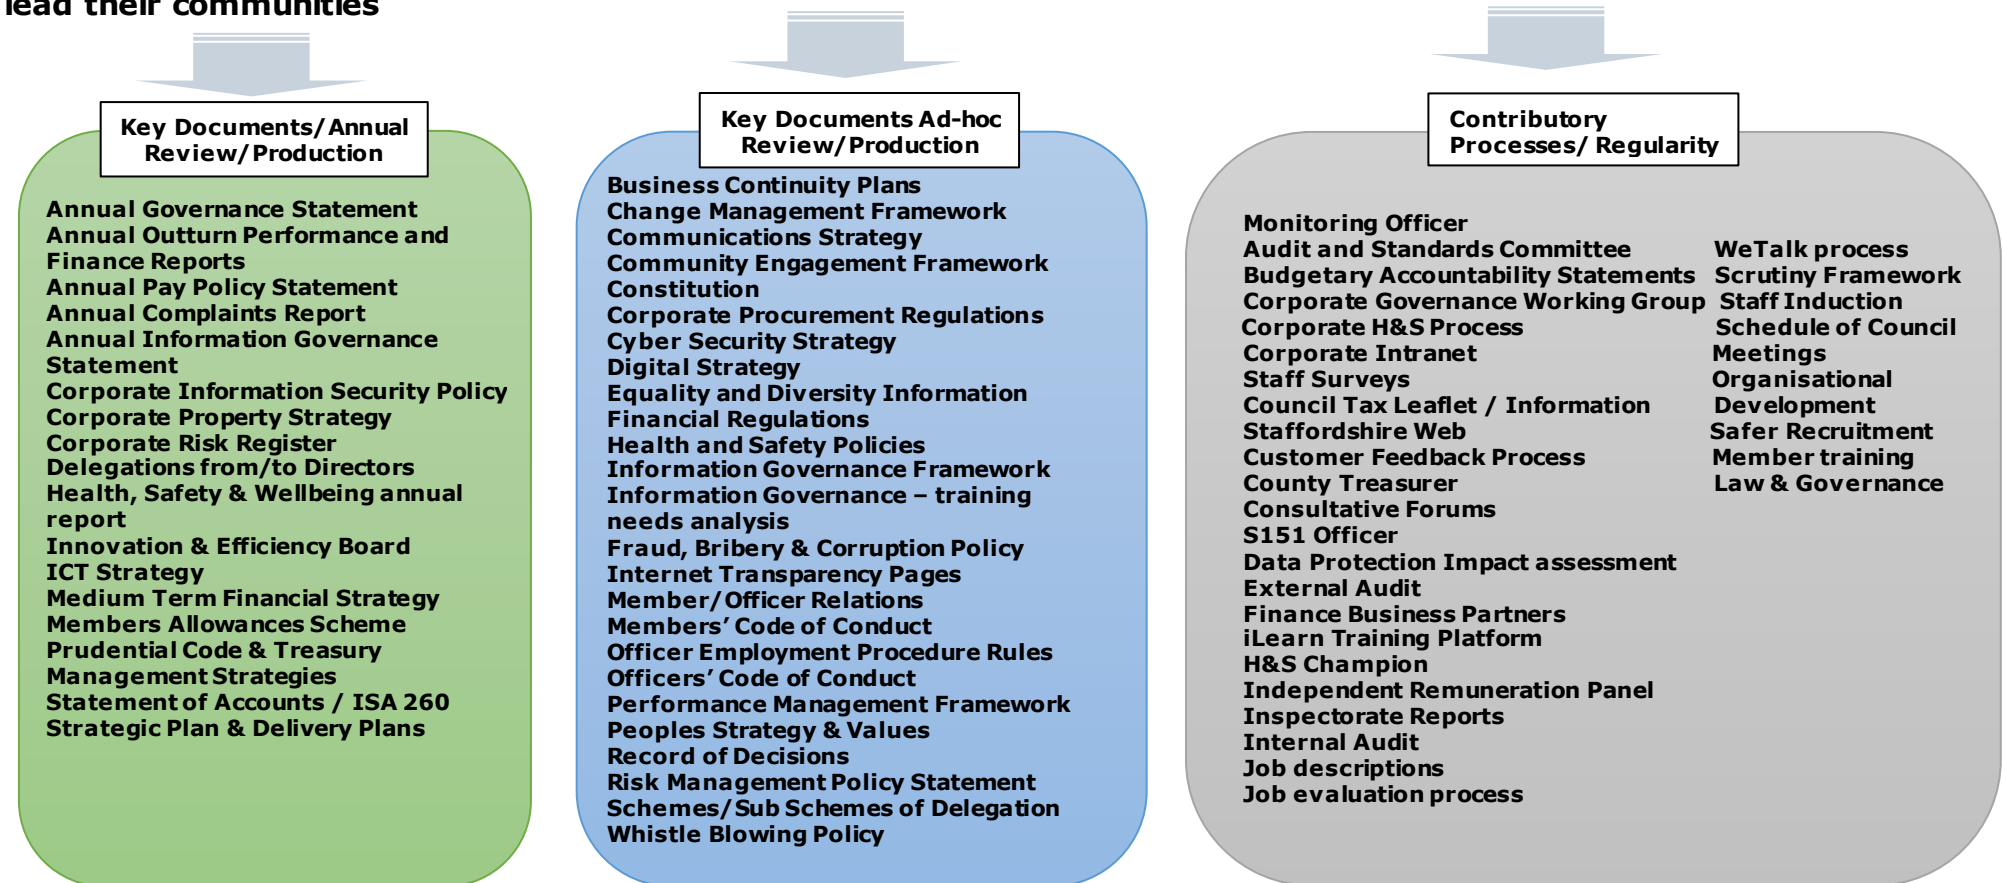 lead their communities
Key Documents/Annual
Review/Production
Annual Governance Statement
Annual Outturn Performance and
Finance Reports
Annual Pay Policy Statement
Annual Complaints Report
Annual Information Governance
Statement
Corporate Information Security Policy
Corporate Property Strategy
Corporate Risk Register
Delegations from/to Directors
Health, Safety & Wellbeing annual
report
Innovation & Efficiency Board
ICT Strategy
Medium Term Financial Strategy
Members Allowances Scheme
Prudential Code & Treasury
Management Strategies
Statement of Accounts / ISA 260
Strategic Plan & Delivery Plans
Key Documents Ad-hoc
Review/Production
Business Continuity Plans
Change Management Framework
Communications Strategy
Community Engagement Framework
Constitution
Corporate Procurement Regulations
Cyber Security Strategy
Digital Strategy
Equality and Diversity Information
Financial Regulations
Health and Safety Policies
Information Governance Framework
Information Governance – training
needs analysis
Fraud, Bribery & Corruption Policy
Internet Transparency Pages
Member/Officer Relations
Members’ Code of Conduct
Officer Employment Procedure Rules
Officers’ Code of Conduct
Performance Management Framework
Peoples Strategy & Values
Record of Decisions
Risk Management Policy Statement
Schemes/Sub Schemes of Delegation
Whistle Blowing Policy
Contributory
Processes/ Regularity
Monitoring Officer
Audit and Standards Committee
Budgetary Accountability Statements
Corporate Governance Working Group
Corporate H&S Process
Corporate Intranet
Staff Surveys
Council Tax Leaflet / Information
Staffordshire Web
Customer Feedback Process
County Treasurer
Consultative Forums
S151 Officer
Data Protection Impact assessment
External Audit
Finance Business Partners
iLearn Training Platform
H&S Champion
Independent Remuneration Panel
Inspectorate Reports
Internal Audit
Job descriptions
Job evaluation process
WeTalk process
Scrutiny Framework
Staff Induction
Schedule of Council
Meetings
Organisational
Development
Safer Recruitment
Member training
Law & Governance